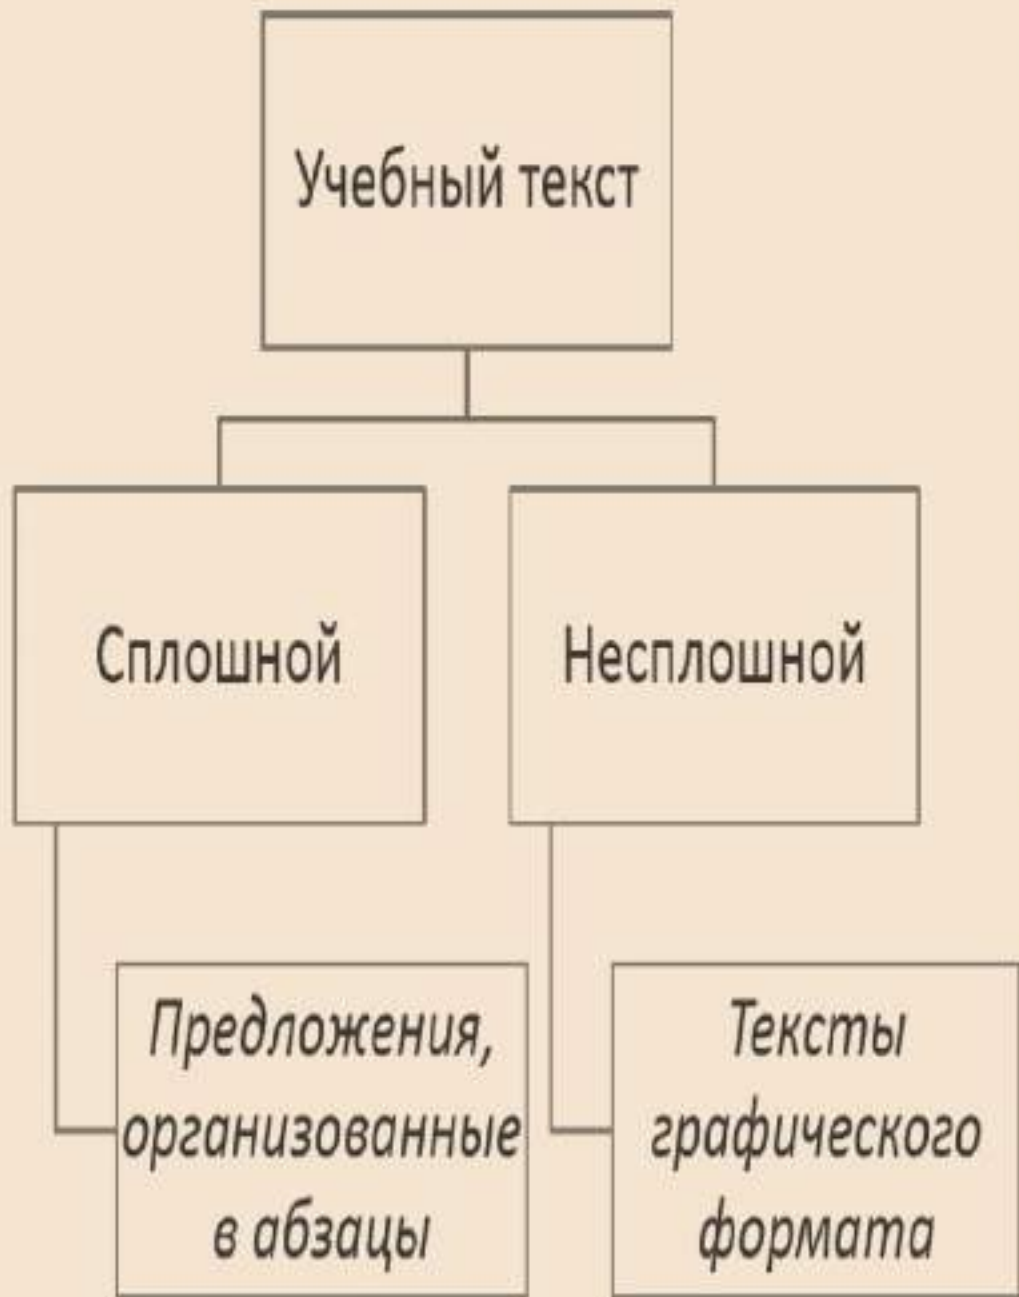 Учебный текст
Сплошной
Несплошной
Предложения,
организованные
в абзацы
Тексты
графического
формата